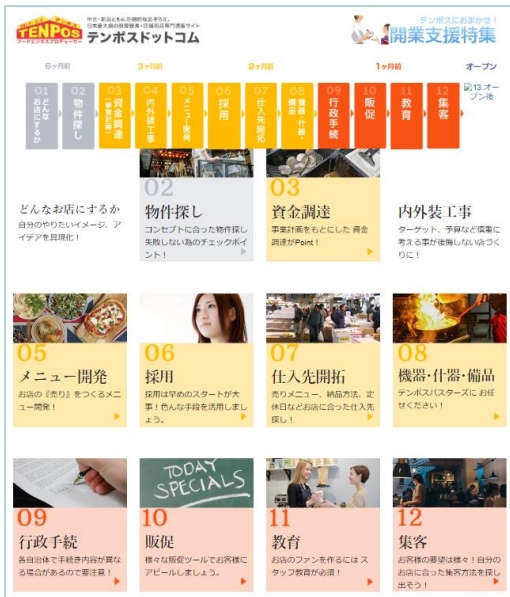 TENPOS
フードビジネスプロデューサー
中古・新品ともに圧倒的な品ぞろえ。
日本最大級の厨房機器・店舗用品専門通販サイト
テンポスドットコム
テンポスにおまかせ！
開業支援特集
6ヶ月前
3ヶ月前
2ヶ月前
1ヶ月前
オープン
01
どんな
お店にするか
02
物件探し
03
資金調達
(事業計画)
04
内外装工事
05
メニュー開発
06
採用
07
仕入先開拓
08
機器・什器・
備品
09
行政手続
10
販促
11
教育
12
集客
13 オー
プン後
どんなお店にするか
自分のやりたいイメージ、ア
イデアを具現化！
02
物件探し
コンセプトに合った物件探し
失敗しない為のチェックポイ
ント！
03
資金調達
事業計画をもとにした 資金
調達がPoint！
内外装工事
ターゲット、予算など慎重に
考える事が後悔しない店づく
りに！
05
メニュー開発
お店の『売り』をつくるメニ
ュー開発！
06
採用
採用は早めのスタートが大
事！色んな手段を活用しまし
ょう。
07
仕入先開拓
売りメニュー、納品方法、定
休日などお店に合った仕入先
探し！
08
機器・什器・備品
テンポスバスターズに お任
せください！
09
行政手続
各自治体で手続き内容が異な
る場合があるので要注意！
TODAY
SPECIALS
10
販促
様々な販促ツールでお客様に
アピールしましょう。
11
教育
お店のファンを作るには ス
タッフ教育が必須！
12
集客
お客様の要望は様々！自分の
お店に合った集客方法を探し
出そう！